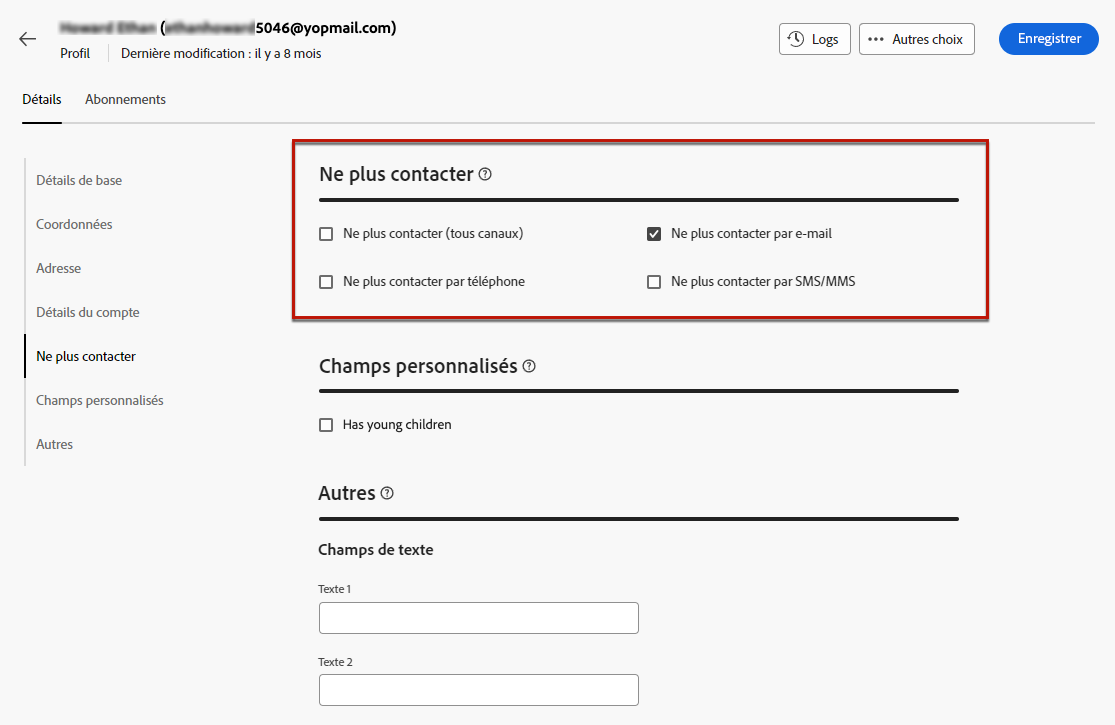 5046@yopmail.com)
Profil
Dernière modification : il y a 8 mois
Logs
Autres choix
Enregistrer
Détails
Abonnements
Détails de base
Coordonnées
Adresse
Détails du compte
Ne plus contacter
Champs personnalisés
Autres
Ne plus contacter
Ne plus contacter (tous canaux)
Ne plus contacter par e-mail
Ne plus contacter par téléphone
Ne plus contacter par SMS/MMS
Champs personnalisés
Has young children
Autres
Champs de texte
Texte 1
Texte 2